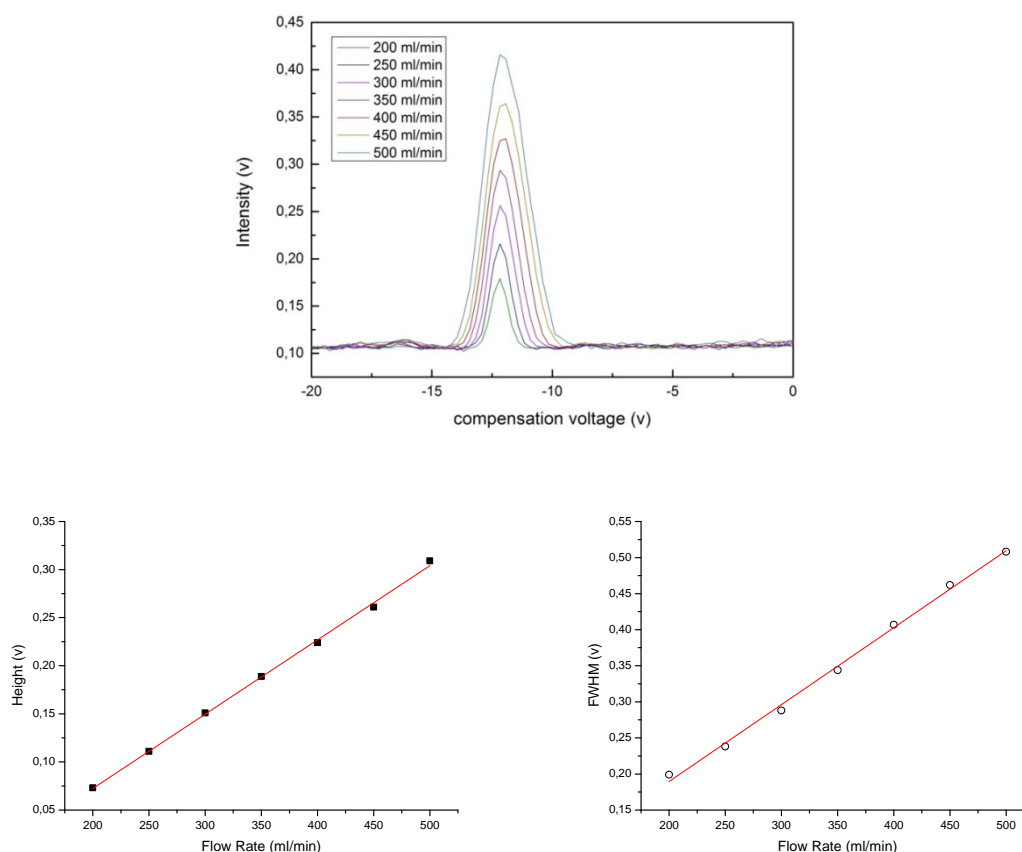 0,45
0,40
0,35
0,30
0,25
0,20
0,15
0,10
Intensity (v)
200 ml/min
250 ml/min
300 ml/min
350 ml/min
400 ml/min
450 ml/min
500 ml/min
-20 -15 -10 -5 0
compensation voltage (v)
0,35
0,30
0,25
0,20
0,15
0,10
0,05
Height (v)
200 250 300 350 400 450 500
Flow Rate (ml/min)
0,55
0,50
0,45
0,40
0,35
0,30
0,25
0,20
0,15
FWHM (v)
200 250 300 350 400 450 500
Flow Rate (ml/min)